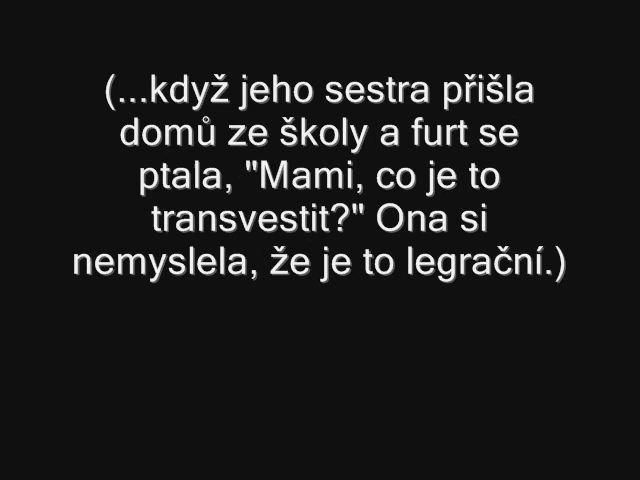 (...když jeho sestra přišla
domů ze školy a furt se
ptala, "Mami, co je to
transvestit?" Ona si
nemyslela, že je to legrační.)